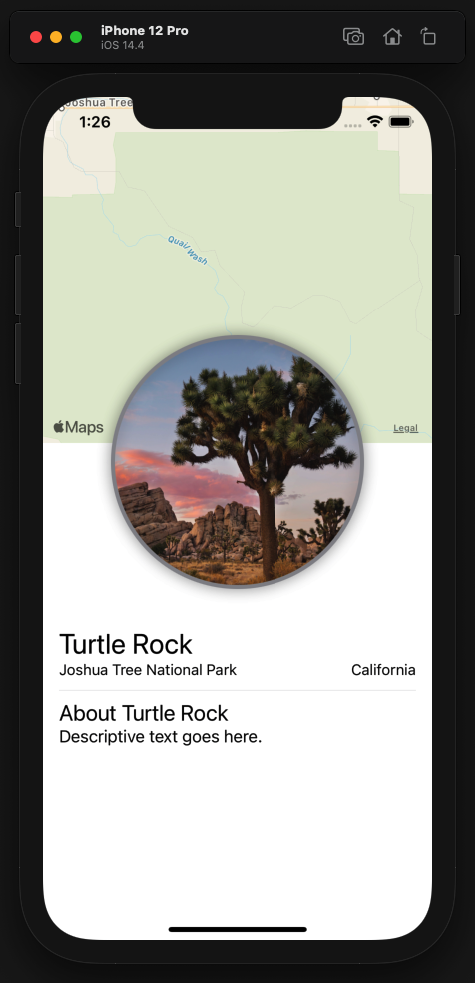 iPhone 12 Pro
iOS 14.4
Joshua Tree
1:26
Quail Wash
Maps
Legal
Turtle Rock
Joshua Tree National Park California
About Turtle Rock
Descriptive text goes here.